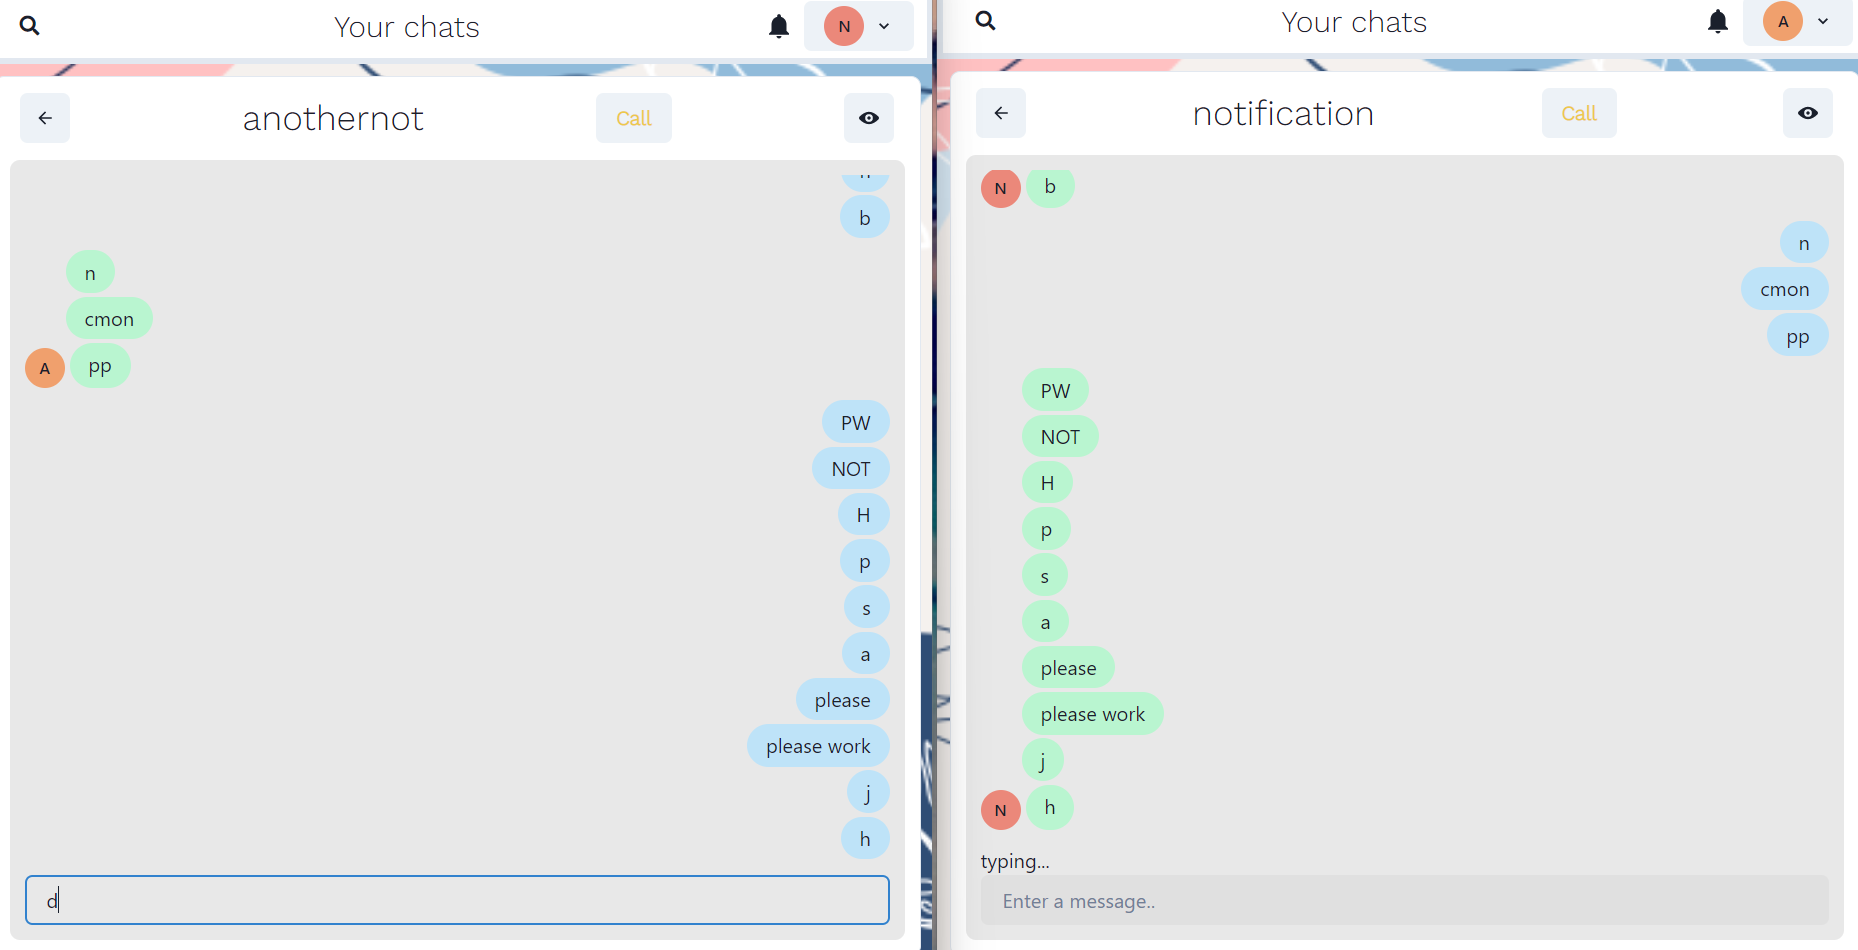 Your chats
N
anothernot
Call
b
n
cmon
A
pp
PW
NOT
H
p
s
a
please
please work
j
h
d
Your chats
A
notification
Call
N
b
n
cmon
pp
PW
NOT
H
p
s
a
please
please work
j
N
h
typing...
Enter a message..